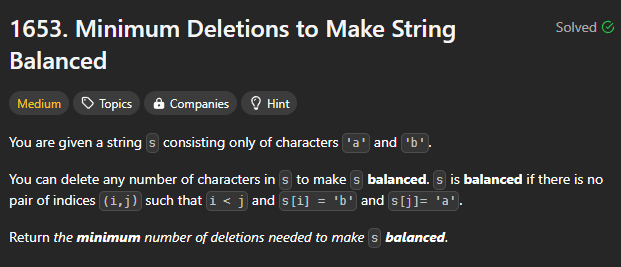 1653. Minimum Deletions to Make String
Solved
Balanced
Medium
Topics
Companies
Hint
You are given a string s consisting only of characters 'a' and 'b'.
You can delete any number of characters in s to make s balanced. s is balanced if there is no
pair of indices (i,j) such that i < j and s[i] = 'b' and s[j]= 'a'.
Return the minimum number of deletions needed to make s balanced.